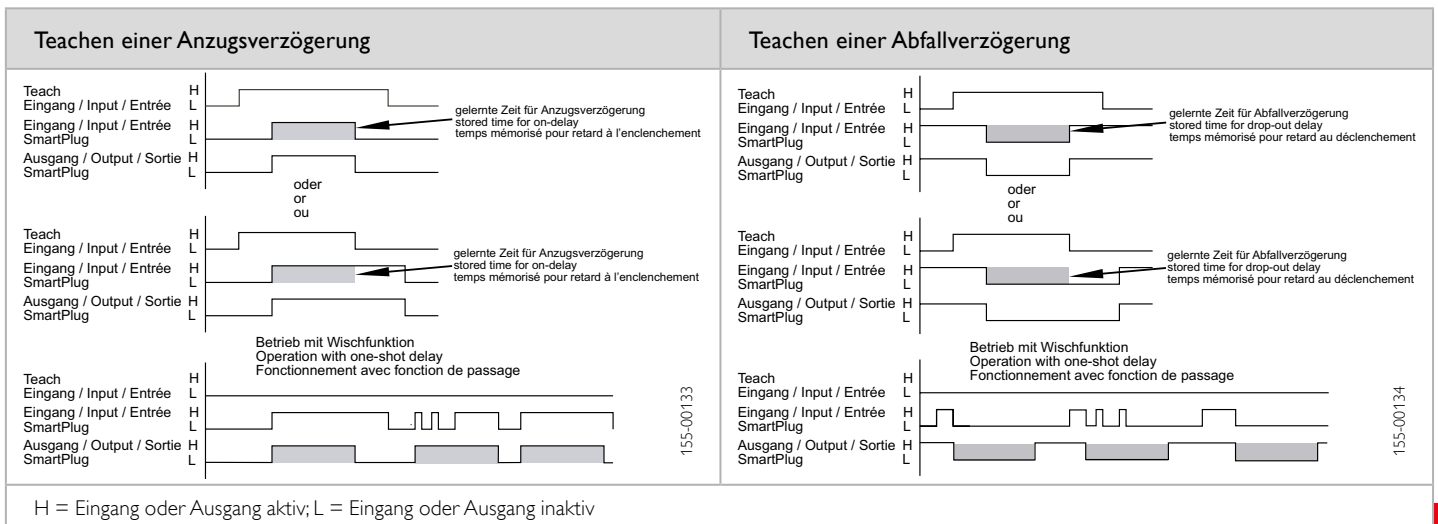 Teachen einer Anzugsverzögerung
Teach H
Eingang / Input / Entrée L
Eingang / Input / Entrée H
SmartPlug L
Ausgang / Output / Sortie H
SmartPlug L
gelernte Zeit für Anzugsverzögerung
stored time for on-delay
temps mémorisé pour retard à l'enclenchement
oder
or
ou
Teach H
Eingang / Input / Entrée L
Eingang / Input / Entrée H
SmartPlug L
Ausgang / Output / Sortie H
SmartPlug L
gelernte Zeit für Anzugsverzögerung
stored time for on-delay
temps mémorisé pour retard à l'enclenchement
Betrieb mit Wischfunktion
Operation with one-shot delay
Fonctionnement avec fonction de passage
Teach H
Eingang / Input / Entrée L
Eingang / Input / Entrée H
SmartPlug L
Ausgang / Output / Sortie H
SmartPlug L
155-00133
Teachen einer Abfallverzögerung
Teach H
Eingang / Input / Entrée L
Eingang / Input / Entrée H
SmartPlug L
Ausgang / Output / Sortie H
SmartPlug L
gelernte Zeit für Abfallverzögerung
stored time for drop-out delay
temps mémorisé pour retard au déclenchement
oder
or
ou
Teach H
Eingang / Input / Entrée L
Eingang / Input / Entrée H
SmartPlug L
Ausgang / Output / Sortie H
SmartPlug L
gelernte Zeit für Abfallverzögerung
stored time for drop-out delay
temps mémorisé pour retard au déclenchement
Betrieb mit Wischfunktion
Operation with one-shot delay
Fonctionnement avec fonction de passage
Teach H
Eingang / Input / Entrée L
Eingang / Input / Entrée H
SmartPlug L
Ausgang / Output / Sortie H
SmartPlug L
155-00134
H = Eingang oder Ausgang aktiv; L = Eingang oder Ausgang inaktiv